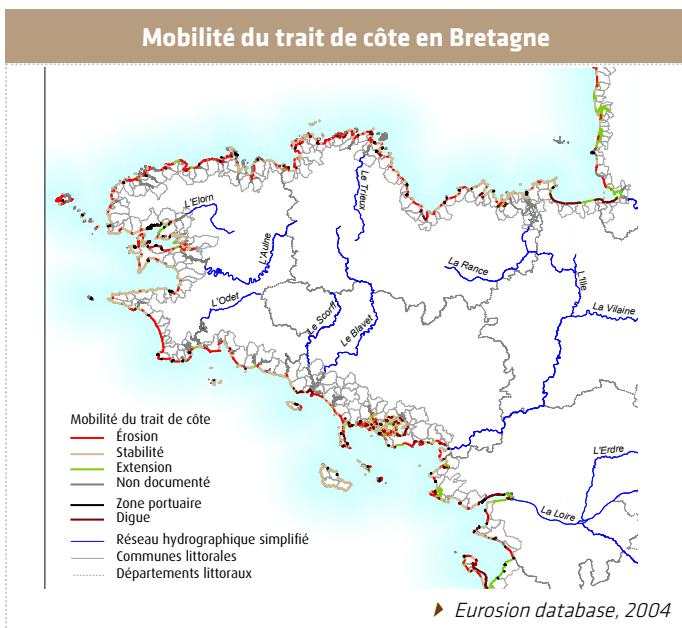 Mobilité du trait de côte en Bretagne
L'Elorn
Le Trieux
L'Aulne
La Rance
L'Ille
L'Odet
Le Scorff
Le Blavet
La Vilaine
L'Erdre
La Loire
Mobilité du trait de côte
Érosion
Stabilité
Extension
Non documenté
Zone portuaire
Digue
Réseau hydrographique simplifié
Communes littorales
Départements littoraux
Eurosion database, 2004